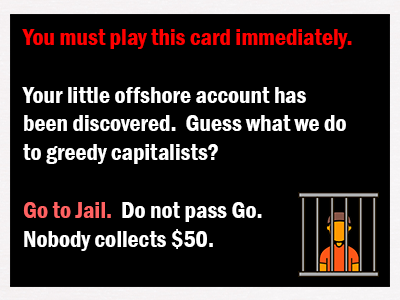 You must play this card immediately.
Your little offshore account has
been discovered.  Guess what we do
to greedy capitalists?
Go to Jail.  Do not pass Go.
Nobody collects $50.